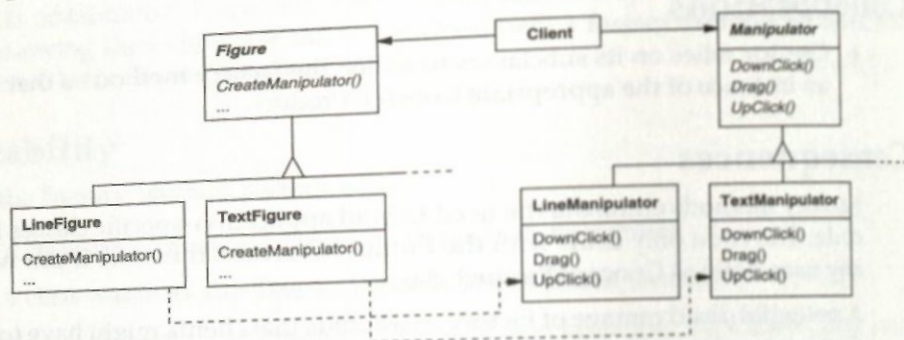 Client
Figure
CreateManipulator()
...
Manipulator
DownClick()
Drag()
UpClick()
LineFigure
CreateManipulator()
...
TextFigure
CreateManipulator()
...
LineManipulator
DownClick()
Drag()
UpClick()
TextManipulator
DownClick()
Drag()
UpClick()